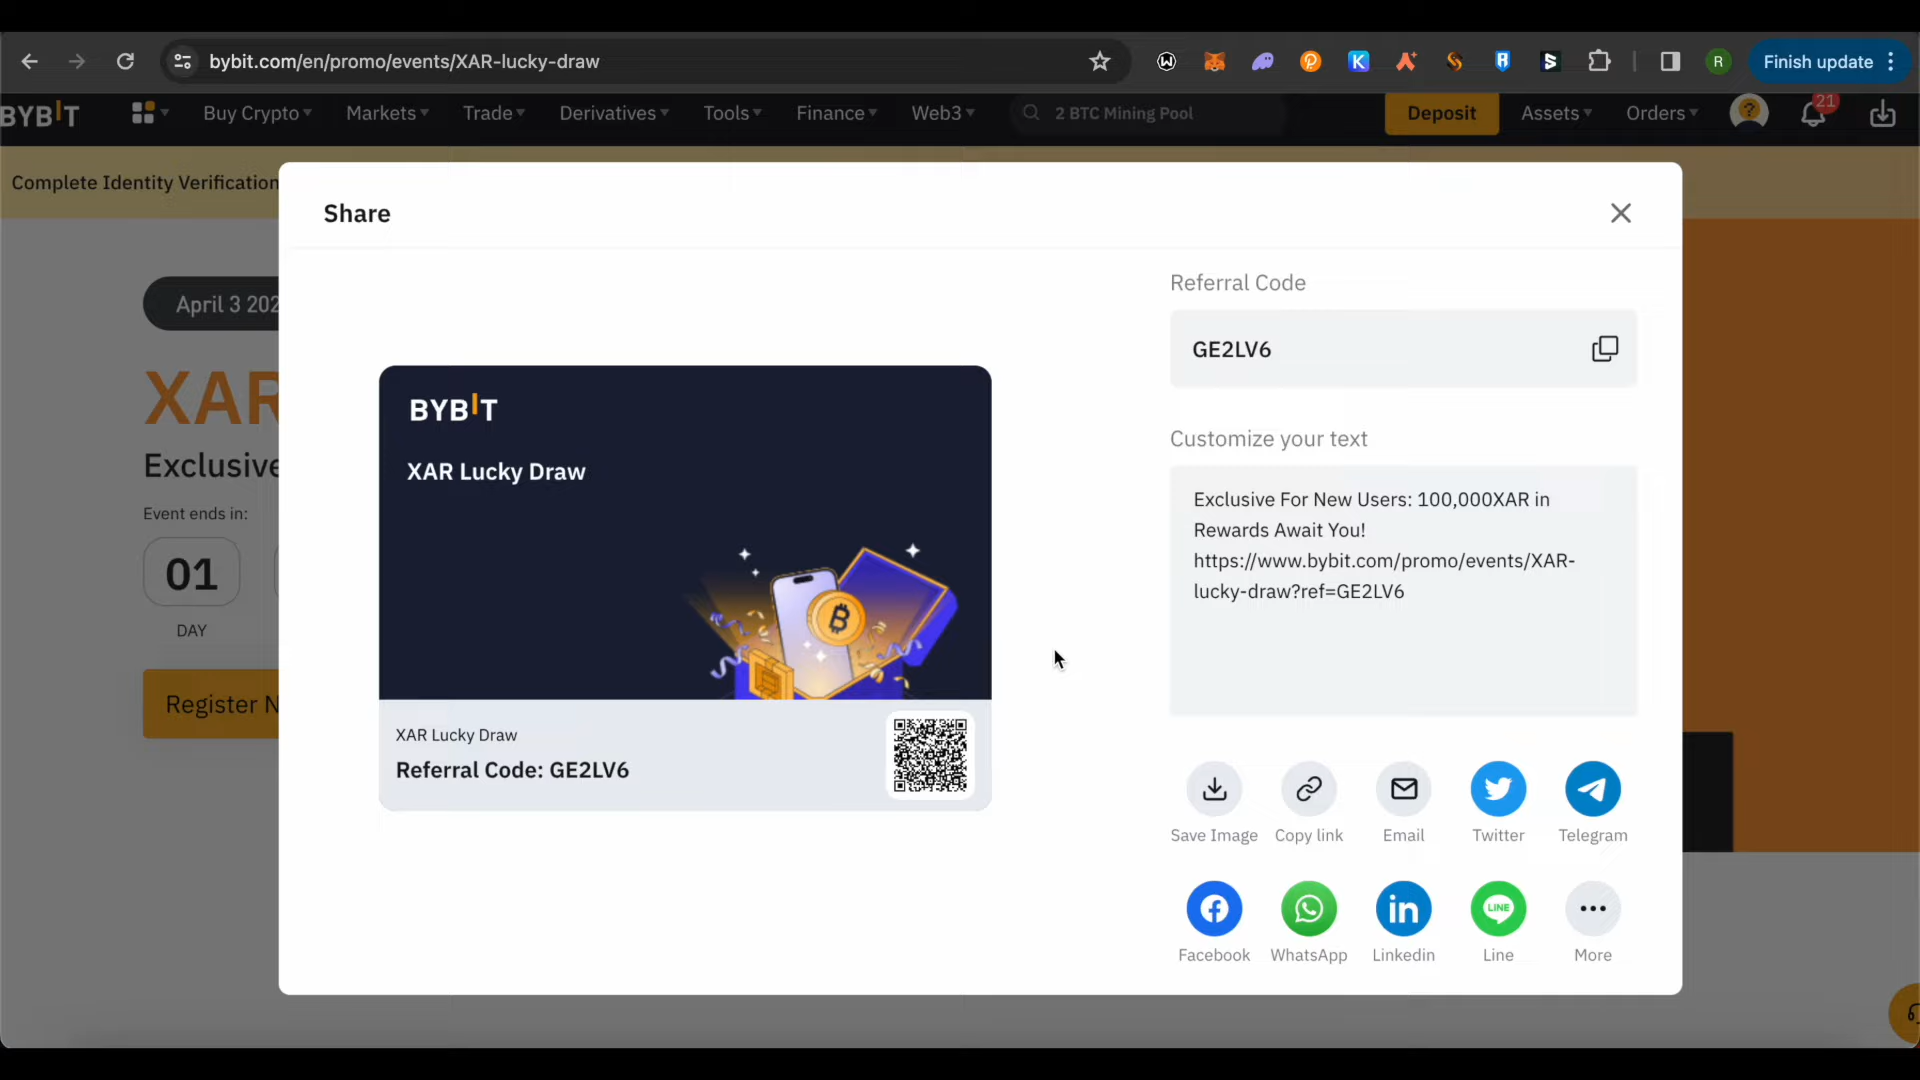 bybit.com/en/promo/events/XAR-lucky-draw
Finish update
BYBIT
Buy Crypto
Markets
Trade
Derivatives
Tools
Finance
Web3
2 BTC Mining Pool
Deposit
Assets
Orders
21
Complete Identity Verification
Share
April 3 202
XAR
Exclusive
Event ends in:
01
DAY
Register N
BYBIT
XAR Lucky Draw
XAR Lucky Draw
Referral Code: GE2LV6
Referral Code
GE2LV6
Customize your text
Exclusive For New Users: 100,000XAR in
Rewards Await You!
https://www.bybit.com/promo/events/XAR-
lucky-draw?ref=GE2LV6
Save Image
Copy link
Email
Twitter
Telegram
LINE
Facebook
WhatsApp
Linkedin
Line
More